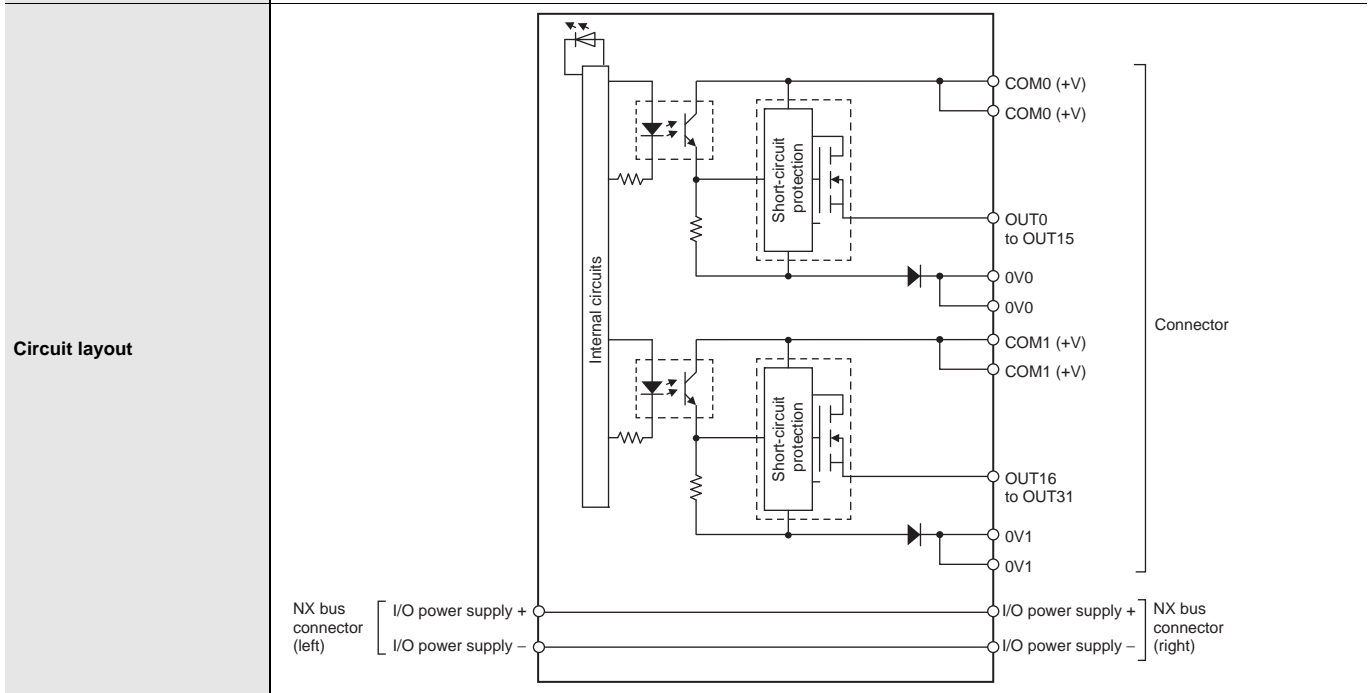 Circuit layout
Internal circuits
Short-circuit
protection
COM0 (+V)
COM0 (+V)
OUT0
to OUT15
0V0
0V0
Short-circuit
protection
COM1 (+V)
COM1 (+V)
OUT16
to OUT31
0V1
0V1
Connector
NX bus
connector
(left)
I/O power supply +
I/O power supply −
I/O power supply +
I/O power supply −
NX bus
connector
(right)